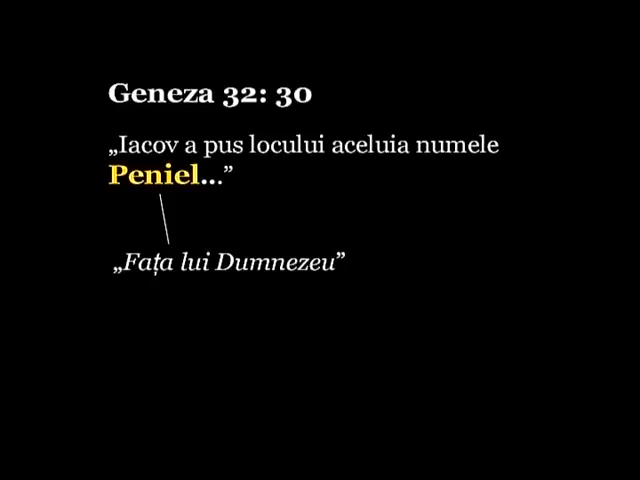 Geneza 32: 30
„Iacov a pus locului aceluia numele
Peniel...”
„Fața lui Dumnezeu”